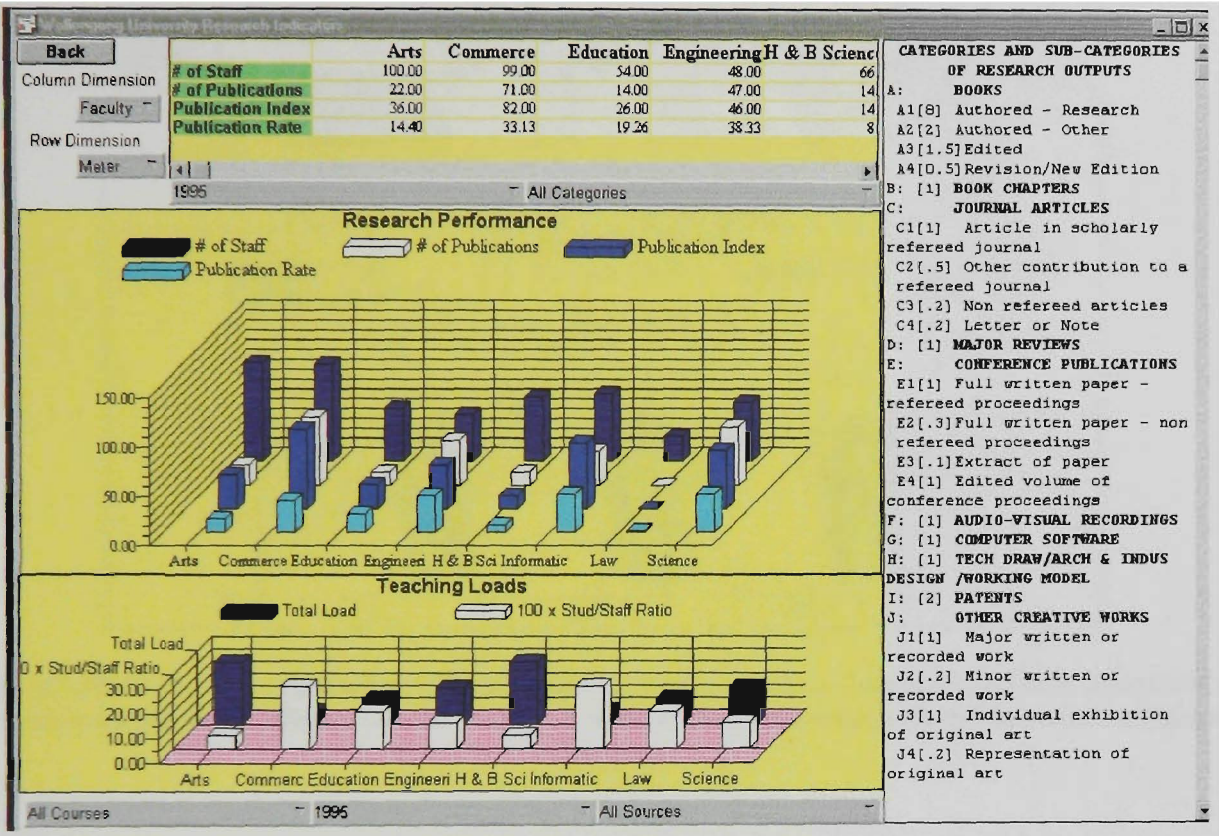 Wollongong University Research Indicators
Back
Column Dimension
Faculty
Row Dimension
Meter
Arts Commerce Education Engineering H & B Scienc
# of Staff 100.00 99.00 54.00 48.00 66
# of Publications 22.00 71.00 14.00 47.00 14
Publication Index 36.00 82.00 26.00 46.00 14
Publication Rate 14.40 33.13 19.26 38.33 8
1995 All Categories
Research Performance
# of Staff # of Publications Publication Index
Publication Rate
150.00
100.00
50.00
0.00
Arts Commerce Education Engineeri H & B Sci Informatic Law Science
Teaching Loads
Total Load 100 x Stud/Staff Ratio
Total Load
0 x Stud/Staff Ratio
30.00
20.00
10.00
0.00
Arts Commerc Education Engineeri H & B Sci Informatic Law Science
All Courses 1995 All Sources
CATEGORIES AND SUB-CATEGORIES
OF RESEARCH OUTPUTS
A: BOOKS
A1[8] Authored - Research
A2[2] Authored - Other
A3[1.5]Edited
A4[0.5]Revision/New Edition
B: [1] BOOK CHAPTERS
C: JOURNAL ARTICLES
C1[1] Article in scholarly
refereed journal
C2[.5] Other contribution to a
refereed journal
C3[.2] Non refereed articles
C4[.2] Letter or Note
D: [1] MAJOR REVIEWS
E: CONFERENCE PUBLICATIONS
E1[1] Full written paper -
refereed proceedings
E2[.3]Full written paper - non
refereed proceedings
E3[.1]Extract of paper
E4[1] Edited volume of
conference proceedings
F: [1] AUDIO-VISUAL RECORDINGS
G: [1] COMPUTER SOFTWARE
H: [1] TECH DRAW/ARCH & INDUS
DESIGN /WORKING MODEL
I: [2] PATENTS
J: OTHER CREATIVE WORKS
J1[1] Major written or
recorded work
J2[.2] Minor written or
recorded work
J3[1] Individual exhibition
of original art
J4[.2] Representation of
original art